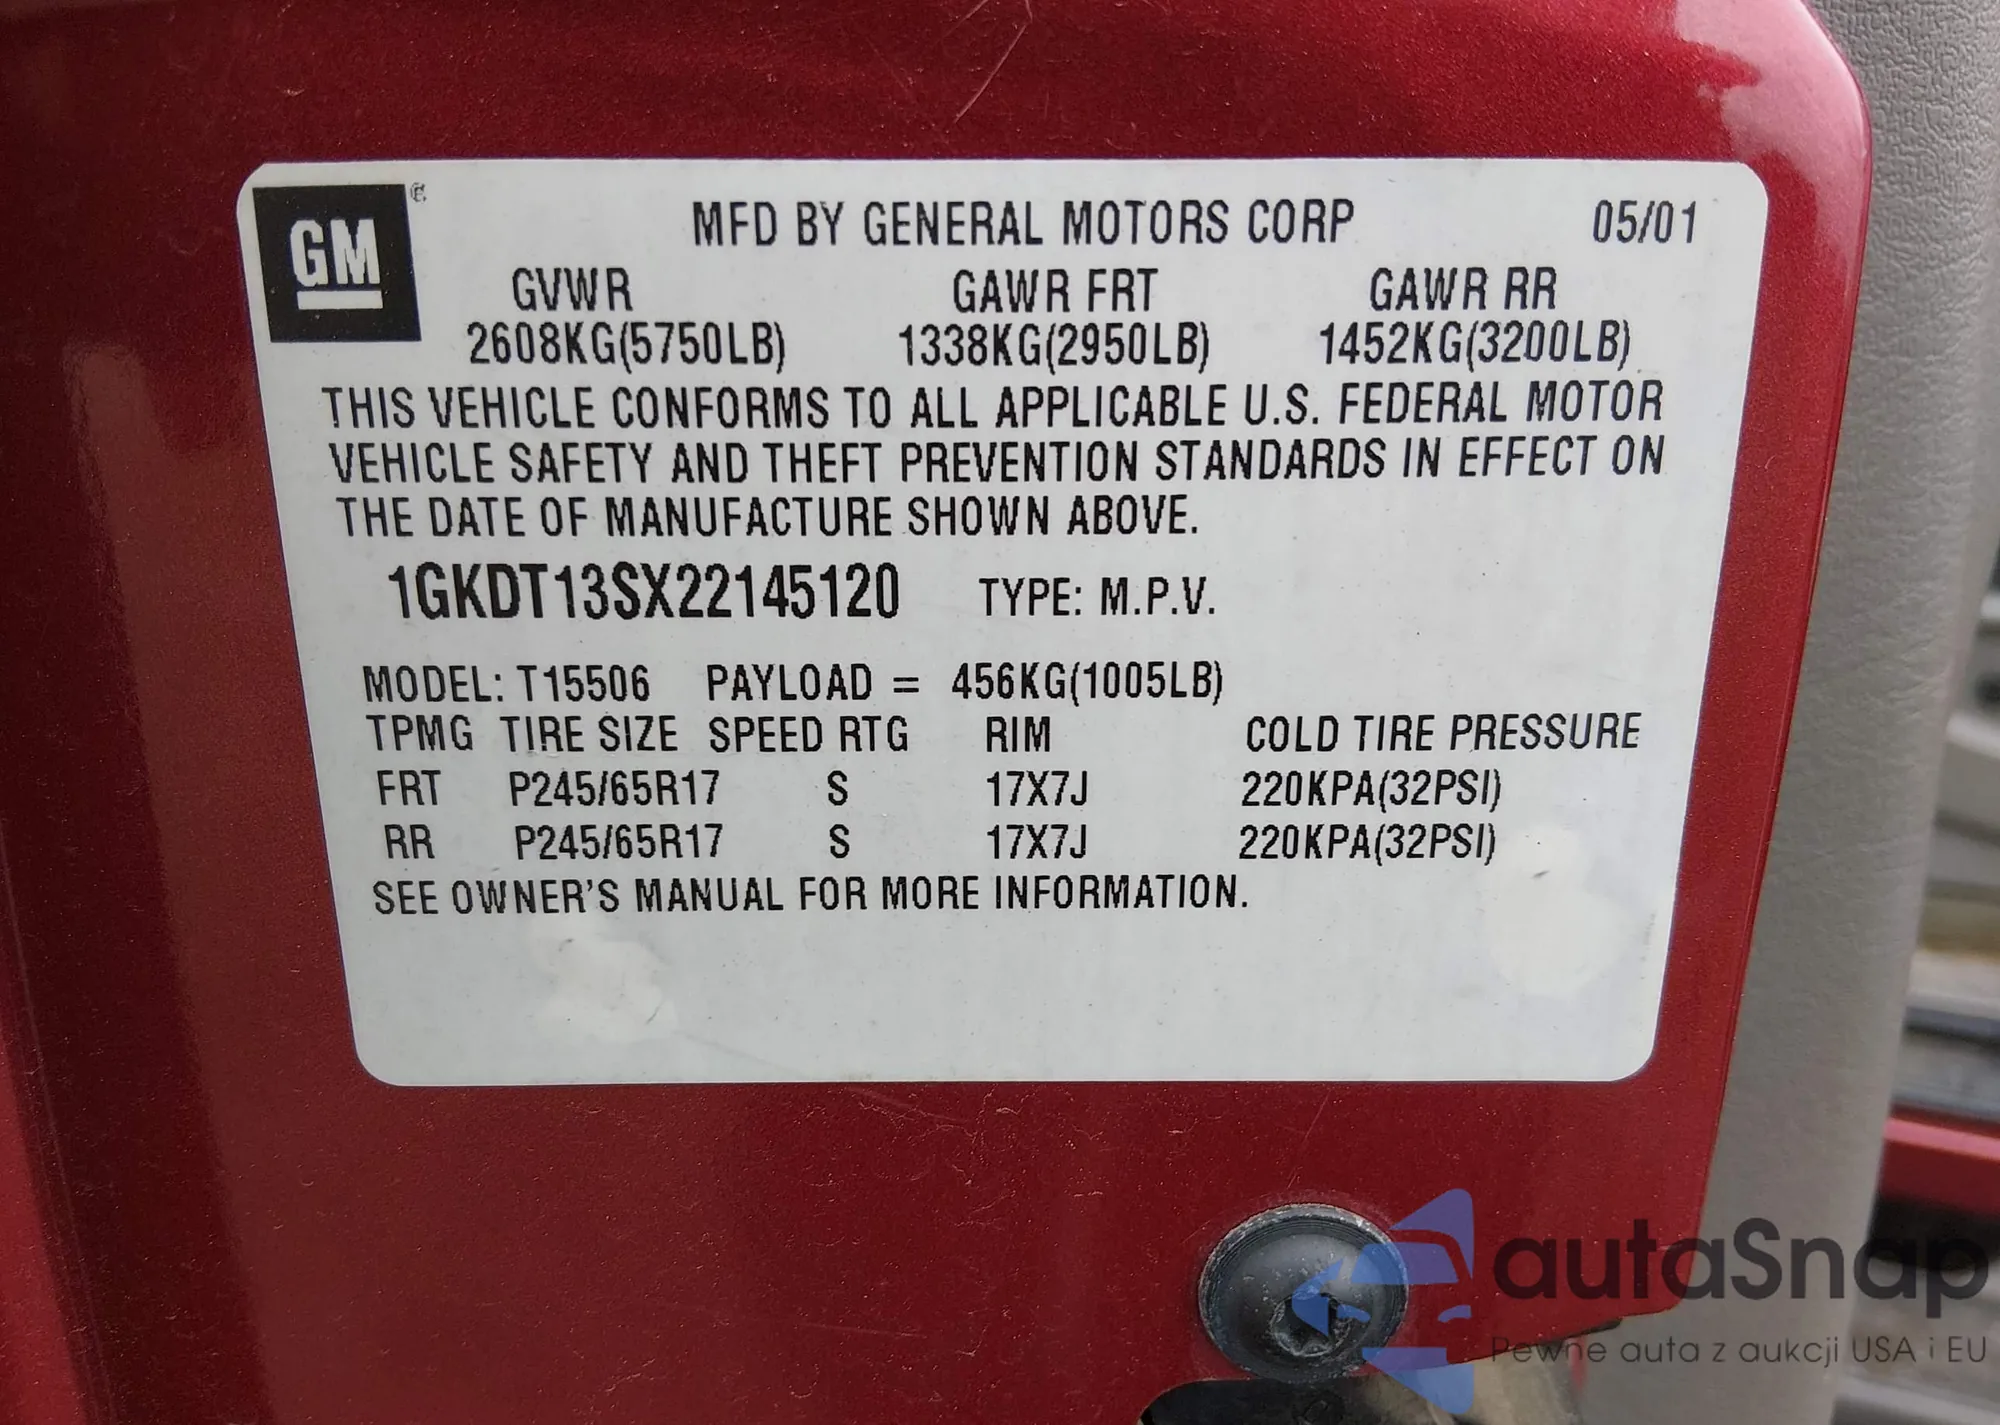 GM
MFD BY GENERAL MOTORS CORP 05/01
GVWR GAWR FRT GAWR RR
2608KG(5750LB) 1338KG(2950LB) 1452KG(3200LB)
THIS VEHICLE CONFORMS TO ALL APPLICABLE U.S. FEDERAL MOTOR
VEHICLE SAFETY AND THEFT PREVENTION STANDARDS IN EFFECT ON
THE DATE OF MANUFACTURE SHOWN ABOVE.
1GKDT13SX22145120 TYPE: M.P.V.
MODEL: T15506 PAYLOAD = 456KG(1005LB)
TPMG TIRE SIZE SPEED RTG RIM COLD TIRE PRESSURE
FRT P245/65R17 S 17X7J 220KPA(32PSI)
RR P245/65R17 S 17X7J 220KPA(32PSI)
SEE OWNER'S MANUAL FOR MORE INFORMATION.
autaSnap
Pewne auta z aukcji USA i EU